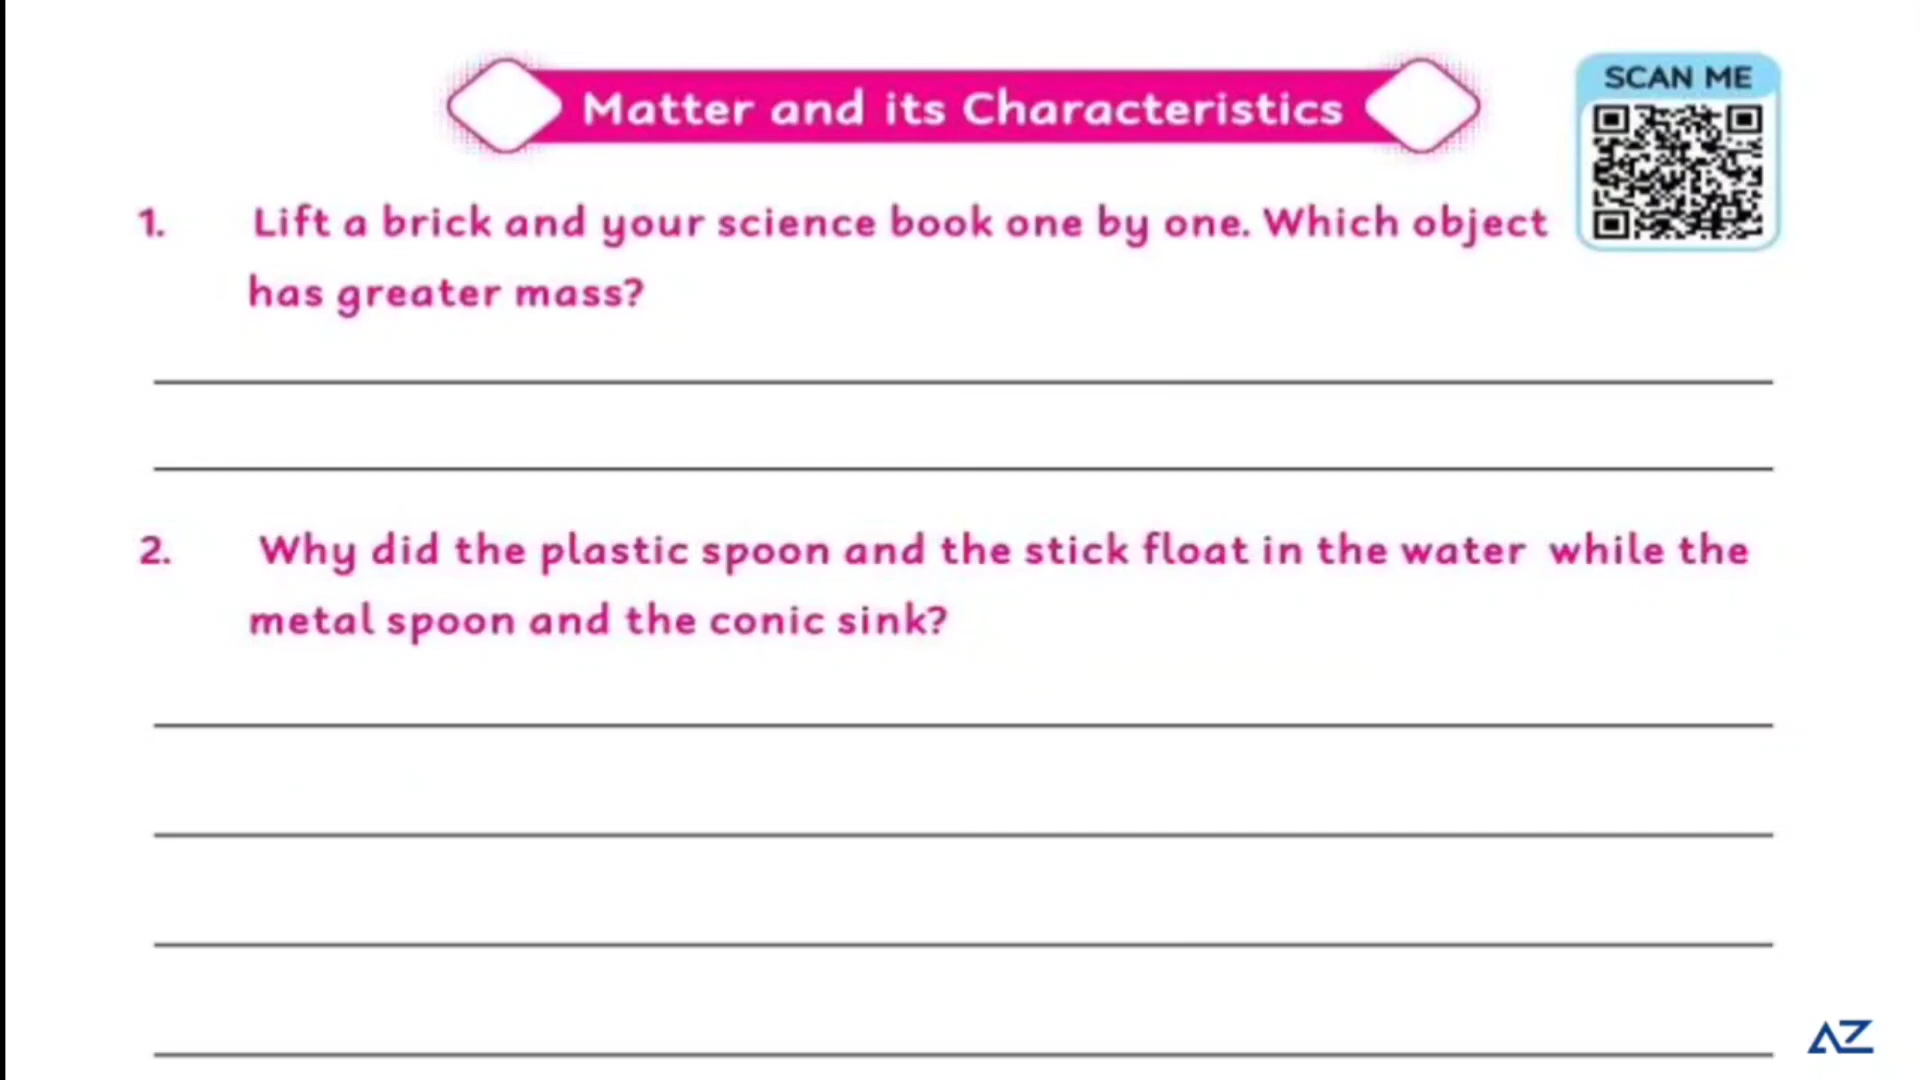 Matter and its Characteristics
SCAN ME
1. Lift a brick and your science book one by one. Which object
has greater mass?
2. Why did the plastic spoon and the stick float in the water while the
metal spoon and the conic sink?
AZ